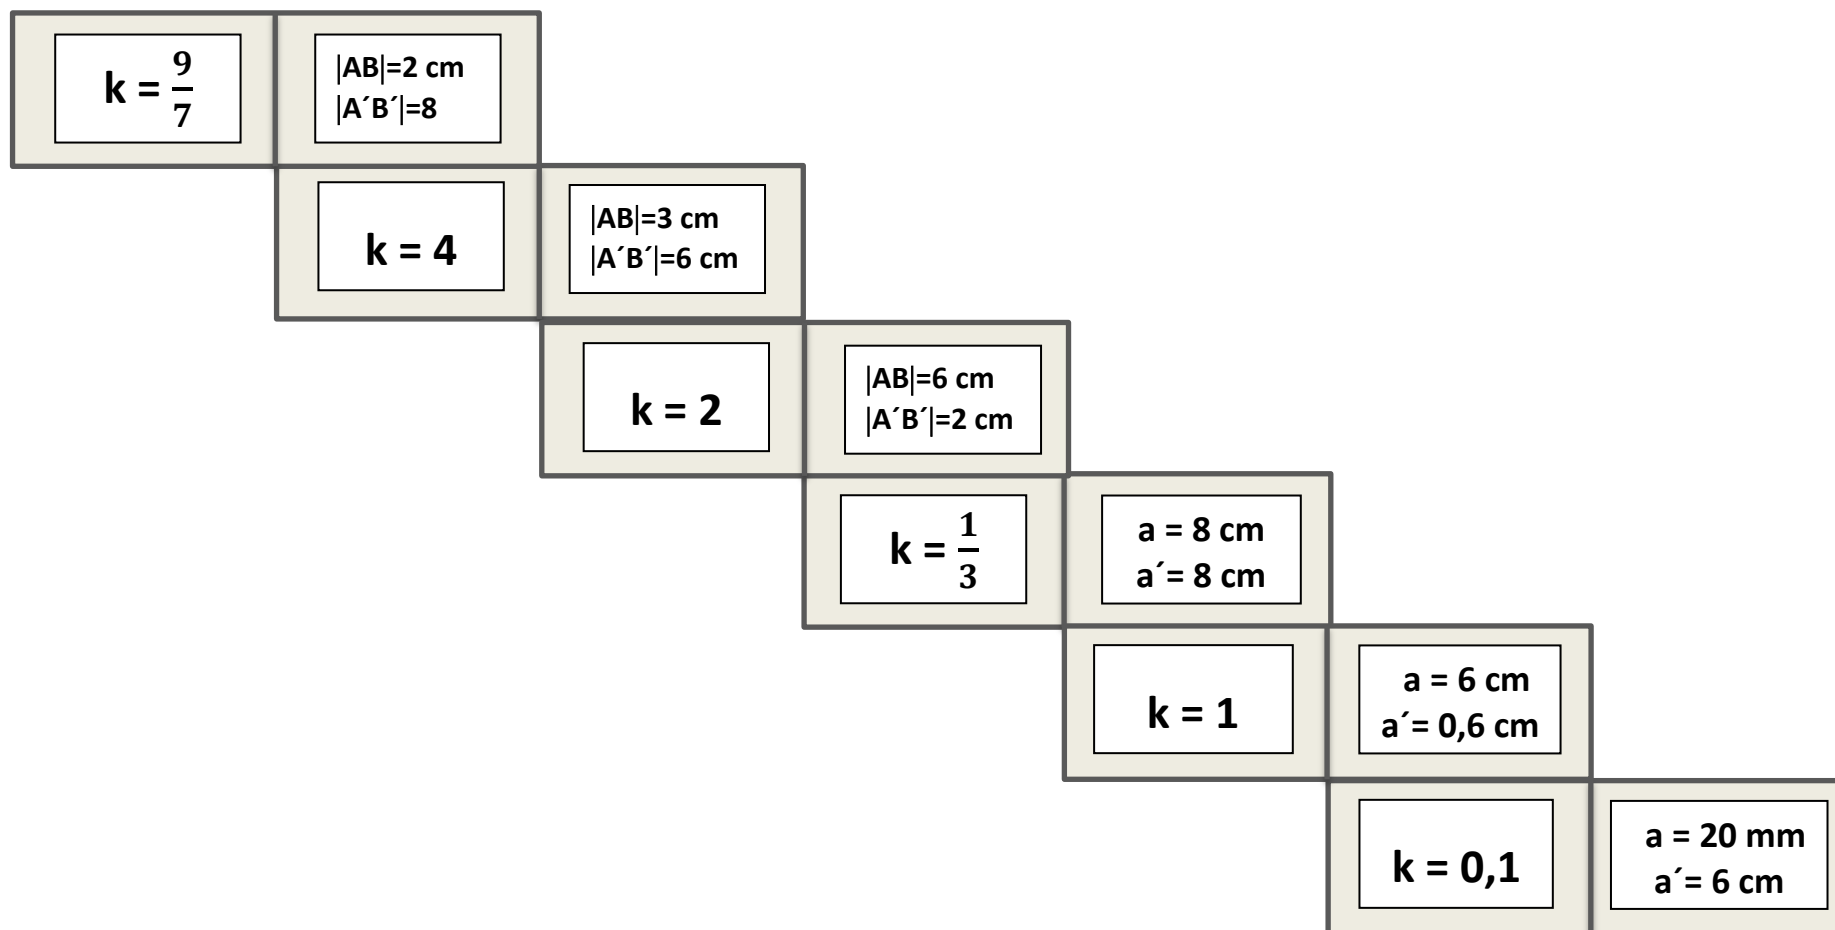 k = 9/7
|AB|=2 cm
|A´B´|=8
k = 4
|AB|=3 cm
|A´B´|=6 cm
k = 2
|AB|=6 cm
|A´B´|=2 cm
k = 1/3
a = 8 cm
a´= 8 cm
k = 1
a = 6 cm
a´= 0,6 cm
k = 0,1
a = 20 mm
a´= 6 cm